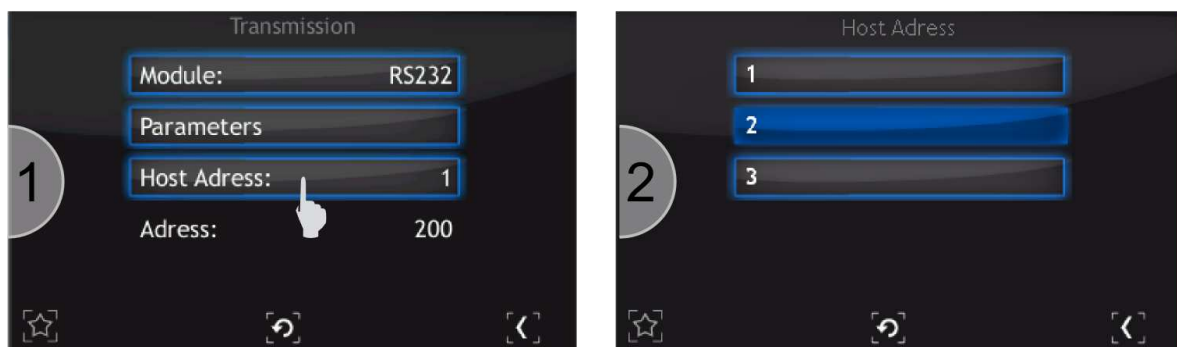 Transmission
Module: RS232
Parameters
Host Adress: 1
Adress: 200
1
Host Adress
1
2
3
2